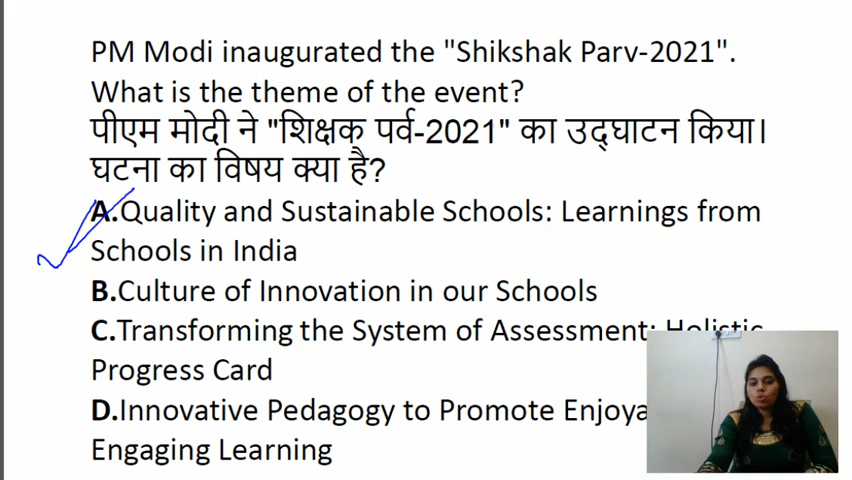 PM Modi inaugurated the "Shikshak Parv-2021".
What is the theme of the event?
पीएम मोदी ने "शिक्षक पर्व-2021" का उद्घाटन किया।
घटना का विषय क्या है?
A.Quality and Sustainable Schools: Learnings from
Schools in India
B.Culture of Innovation in our Schools
C.Transforming the System of Assessment: Holistic
Progress Card
D.Innovative Pedagogy to Promote
Engaging Learning